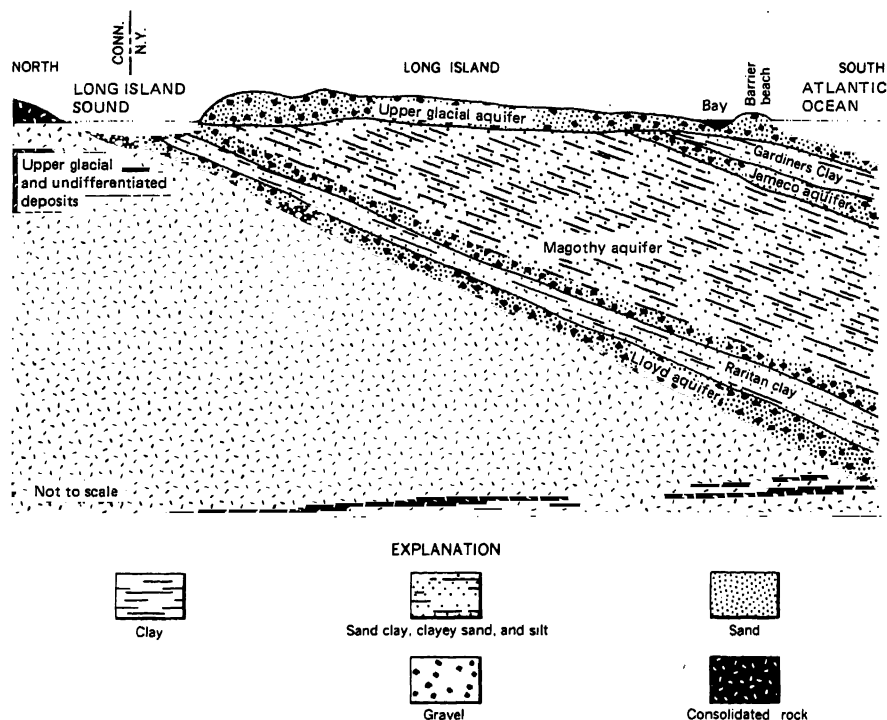 CONN.
N.Y.
NORTH
LONG ISLAND
SOUTH
LONG ISLAND
SOUND
ATLANTIC
OCEAN
Bay
Barrier
beach
Upper glacial aquifer
Gardiners Clay
Jameco aquifer
Upper glacial
and undifferentiated
deposits
Magothy aquifer
Raritan clay
Lloyd aquifer
Not to scale
EXPLANATION
Clay
Sand clay, clayey sand, and silt
Sand
Gravel
Consolidated rock